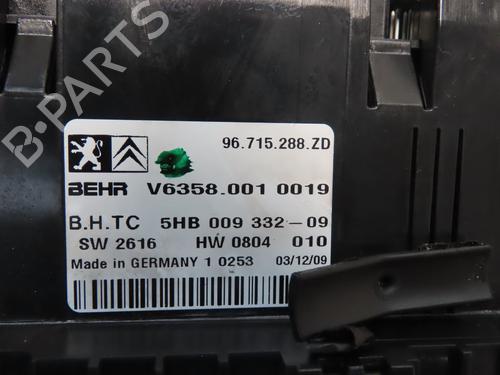 96.715.288.ZD
BEHR V6358.001 0019
B.H.TC 5HB 009 332-09
SW 2616 HW 0804 010
Made in GERMANY 1 0253 03/12/09
B-PARTS